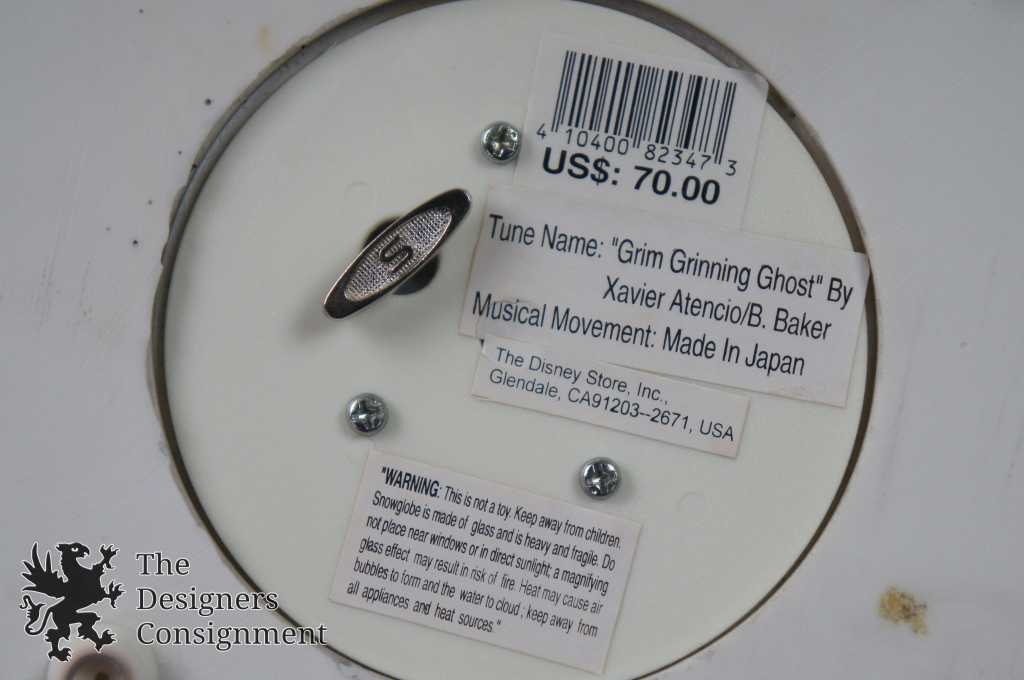 4 10400 82347 3
US$: 70.00
Tune Name: "Grim Grinning Ghost" By
Xavier Atencio/B. Baker
Musical Movement: Made In Japan
The Disney Store, Inc.,
Glendale, CA91203--2671, USA
S
"WARNING: This is not a toy. Keep away from children.
Snowglobe is made of glass and is heavy and fragile. Do
not place near windows or in direct sunlight; a magnifying
glass effect may result in risk of fire. Heat may cause air
bubbles to form and the water to cloud ; keep away from
all appliances and heat sources."
The
Designers
Consignment